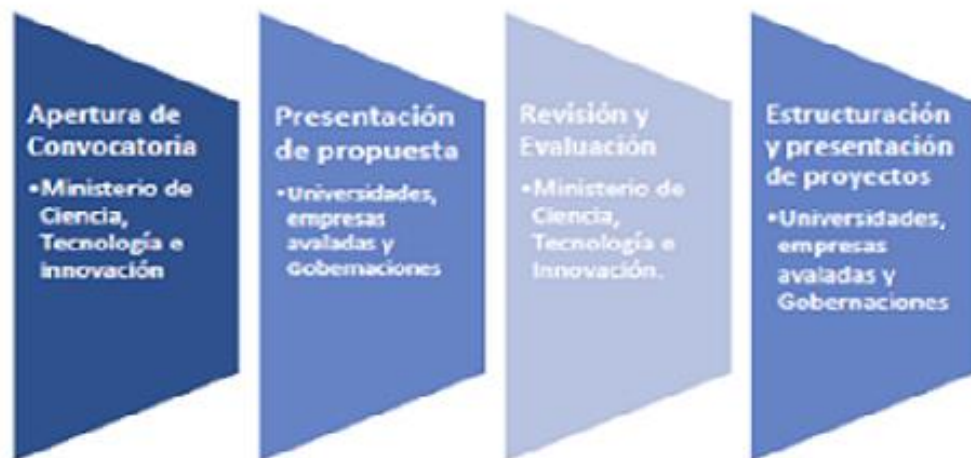 Apertura de
Convocatoria
•Ministerio de
Ciencia,
Tecnología e
innovación
Presentación
de propuesta
•Universidades,
empresas
avaladas y
Gobernaciones
Revisión y
Evaluación
•Ministerio de
Ciencia,
Tecnología e
Innovación.
Estructuración
y presentación
de proyectos
•Universidades,
empresas
avaladas y
Gobernaciones